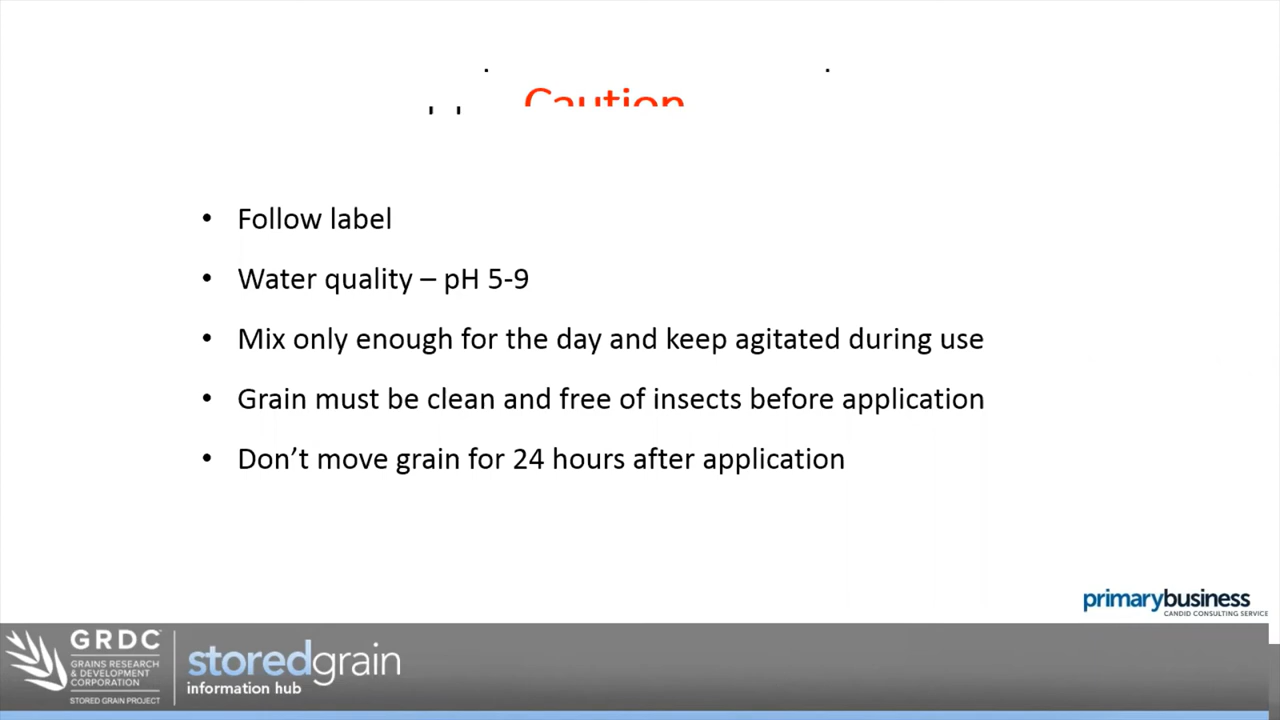 Caution
• Follow label
• Water quality – pH 5-9
• Mix only enough for the day and keep agitated during use
• Grain must be clean and free of insects before application
• Don’t move grain for 24 hours after application
primarybusiness
CANDID CONSULTING SERVICE
GRDC
GRAINS RESEARCH
& DEVELOPMENT
CORPORATION
STORED GRAIN PROJECT
storedgrain
information hub